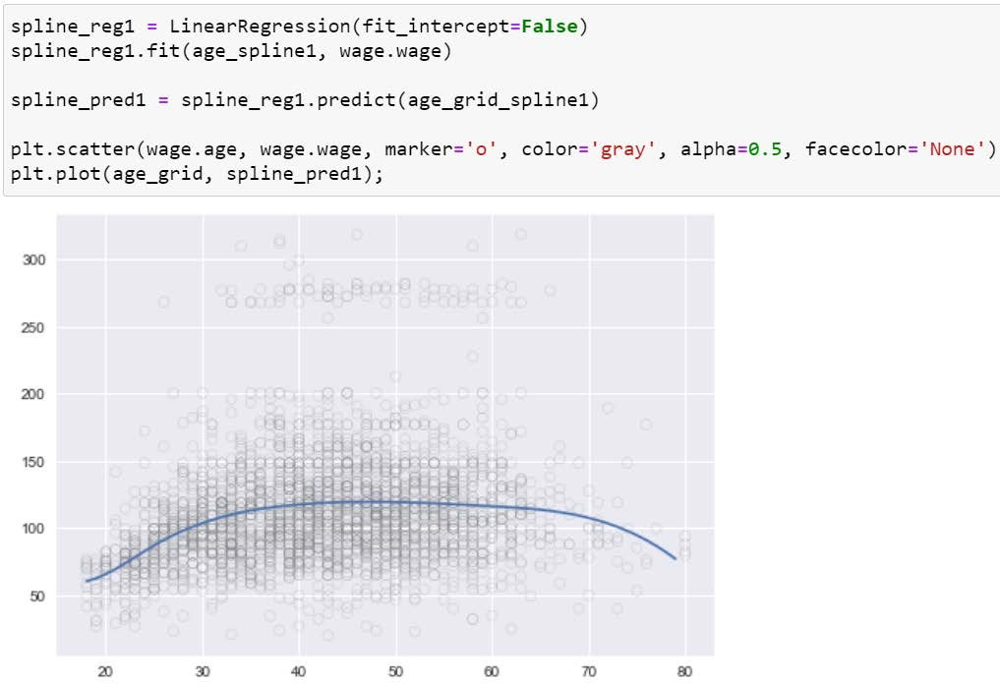 spline_reg1 = LinearRegression(fit_intercept=False)
spline_reg1.fit(age_spline1, wage.wage)
spline_pred1 = spline_reg1.predict(age_grid_spline1)
plt.scatter(wage.age, wage.wage, marker='o', color='gray', alpha=0.5, facecolor='None')
plt.plot(age_grid, spline_pred1);
300
250
200
150
100
50
20 30 40 50 60 70 80